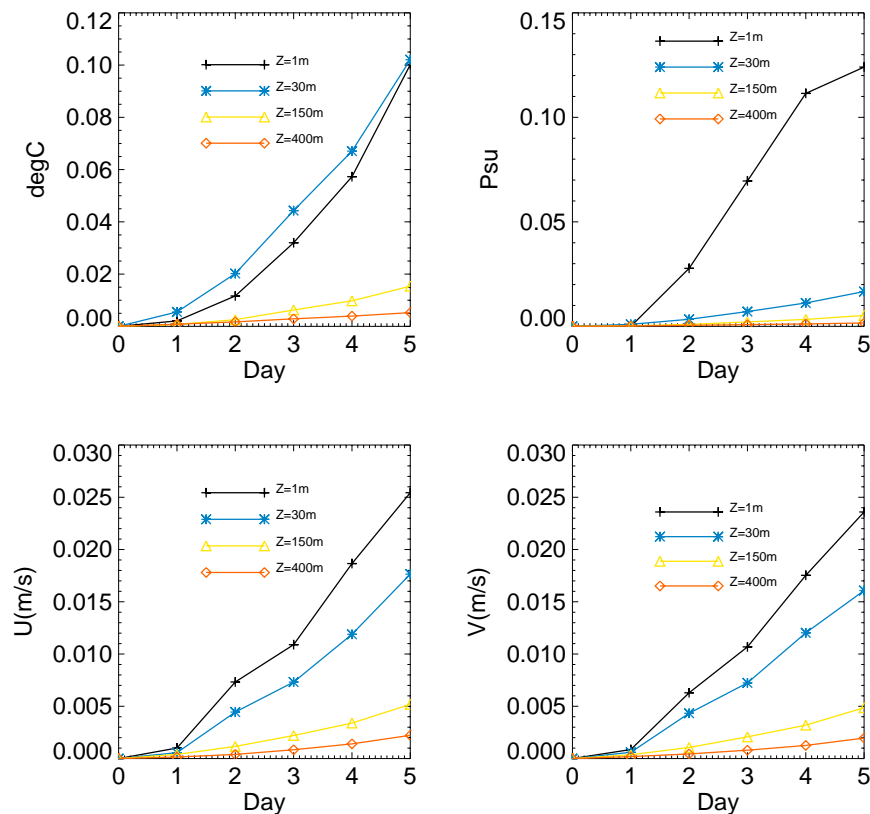 0.12
0.10
0.08
0.06
0.04
0.02
0.00
degC
Z=1m
Z=30m
Z=150m
Z=400m
0 1 2 3 4 5
Day
0.15
0.10
0.05
0.00
Psu
Z=1m
Z=30m
Z=150m
Z=400m
0 1 2 3 4 5
Day
0.030
0.025
0.020
0.015
0.010
0.005
0.000
U(m/s)
Z=1m
Z=30m
Z=150m
Z=400m
0 1 2 3 4 5
Day
0.030
0.025
0.020
0.015
0.010
0.005
0.000
V(m/s)
Z=1m
Z=30m
Z=150m
Z=400m
0 1 2 3 4 5
Day